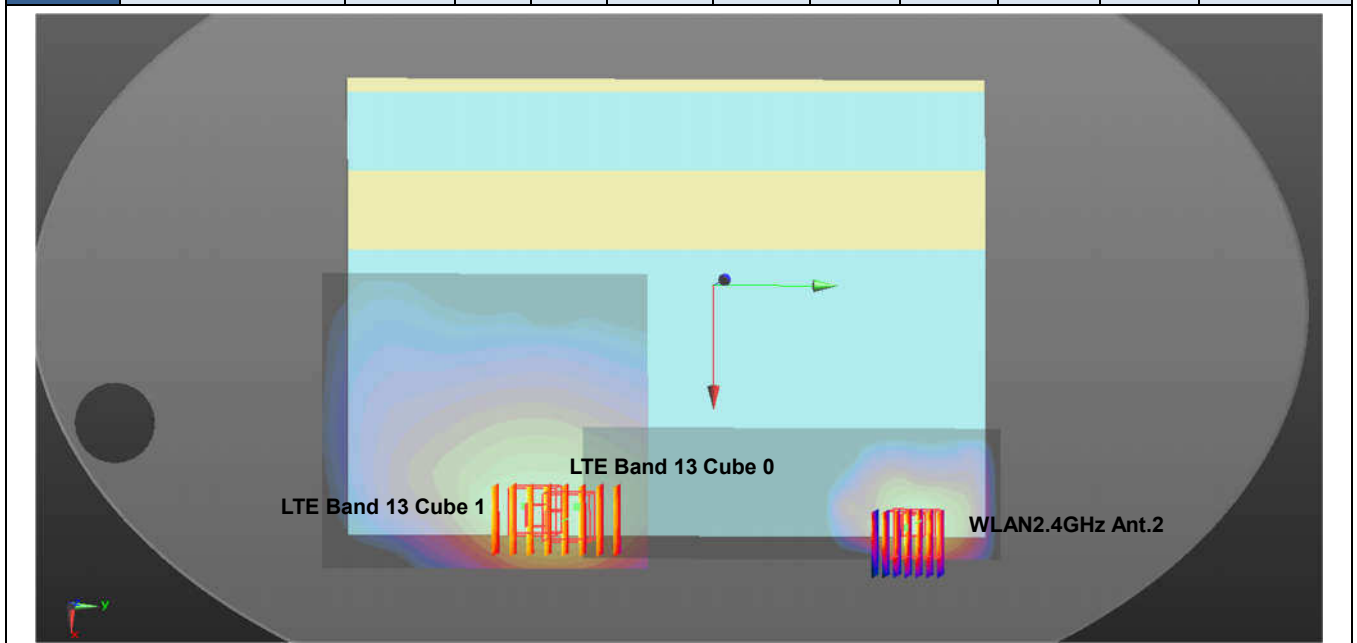 LTE Band 13 Cube 0
LTE Band 13 Cube 1
WLAN2.4GHz Ant.2
y
x